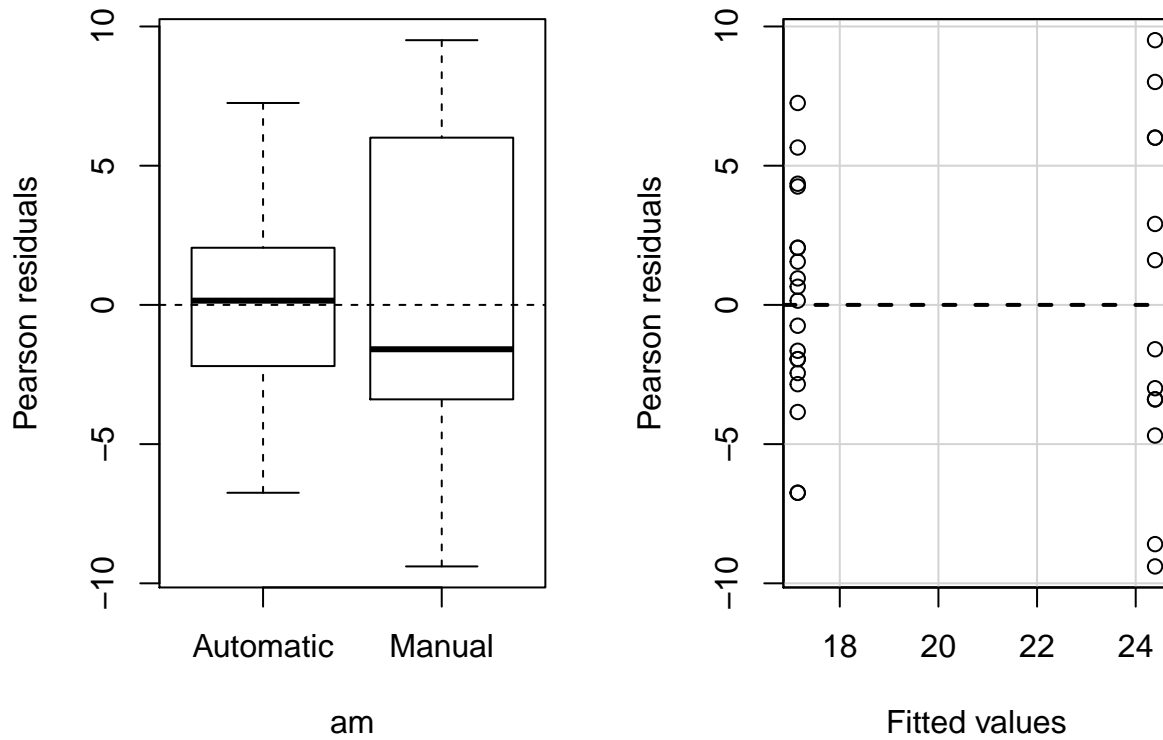 Pearson residuals
10
5
0
−5
−10
Automatic
Manual
am
Pearson residuals
10
5
0
−5
−10
18
20
22
24
Fitted values